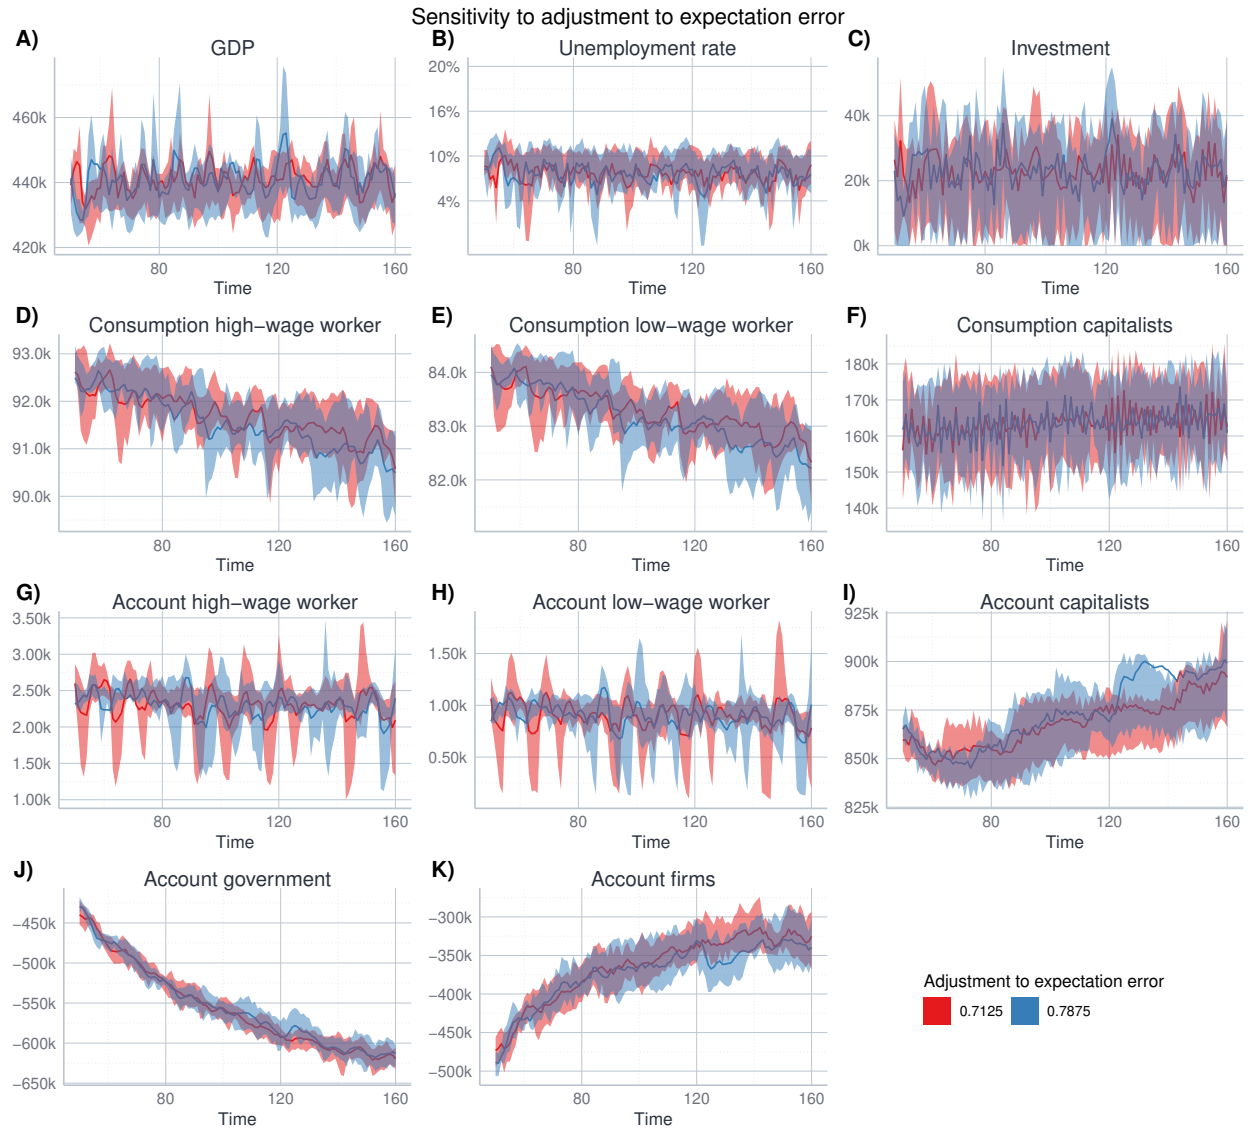 Sensitivity to adjustment to expectation error
A) GDP
460k
440k
420k
80 120 160
Time
B) Unemployment rate
20%
16%
10%
4%
80 120 160
Time
C) Investment
40k
20k
0k
80 120 160
Time
D) Consumption high−wage worker
93.0k
92.0k
91.0k
90.0k
80 120 160
Time
E) Consumption low−wage worker
84.0k
83.0k
82.0k
80 120 160
Time
F) Consumption capitalists
180k
170k
160k
150k
140k
80 120 160
Time
G) Account high−wage worker
3.50k
3.00k
2.50k
2.00k
1.50k
1.00k
80 120 160
Time
H) Account low−wage worker
1.50k
1.00k
0.50k
80 120 160
Time
I) Account capitalists
925k
900k
875k
850k
825k
80 120 160
Time
J) Account government
−450k
−500k
−550k
−600k
−650k
80 120 160
Time
K) Account firms
−300k
−350k
−400k
−450k
−500k
80 120 160
Time
Adjustment to expectation error
0.7125 0.7875